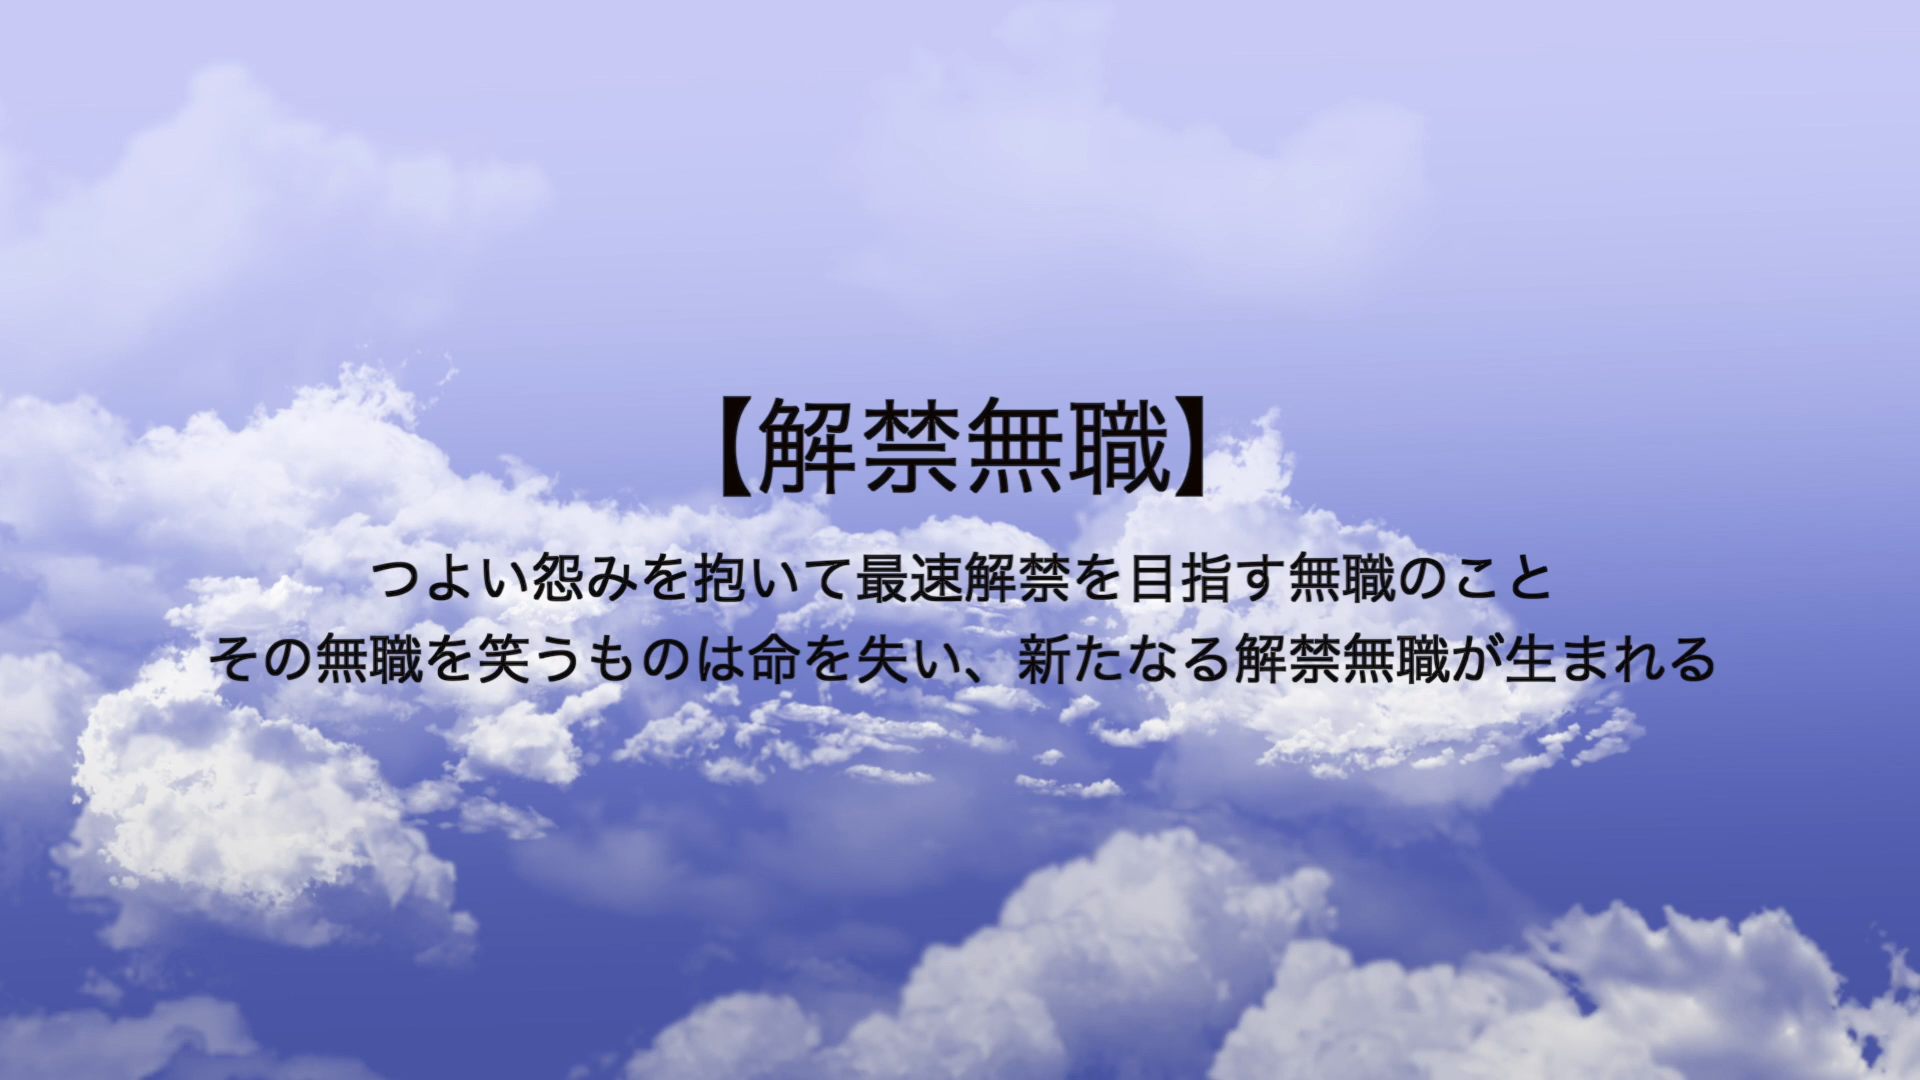 【解禁無職】
つよい怨みを抱いて最速解禁を目指す無職のこと
その無職を笑うものは命を失い、新たなる解禁無職が生まれる